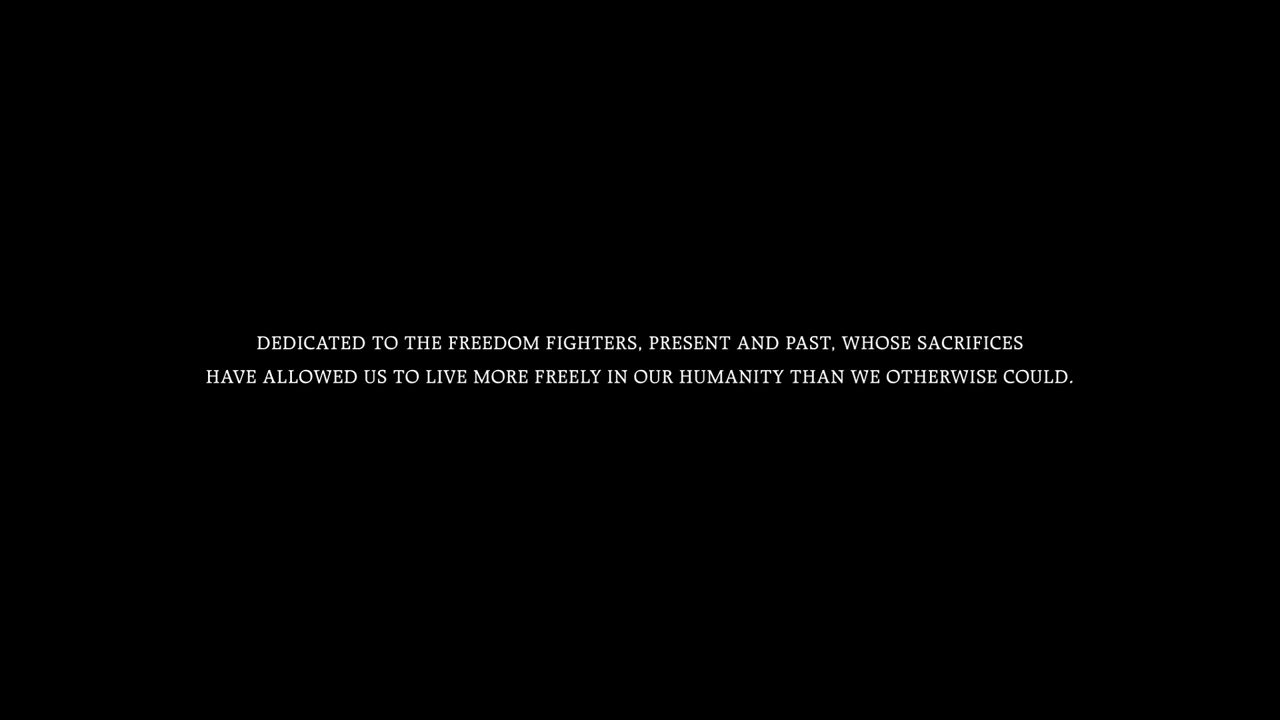 DEDICATED TO THE FREEDOM FIGHTERS, PRESENT AND PAST, WHOSE SACRIFICES
HAVE ALLOWED US TO LIVE MORE FREELY IN OUR HUMANITY THAN WE OTHERWISE COULD.